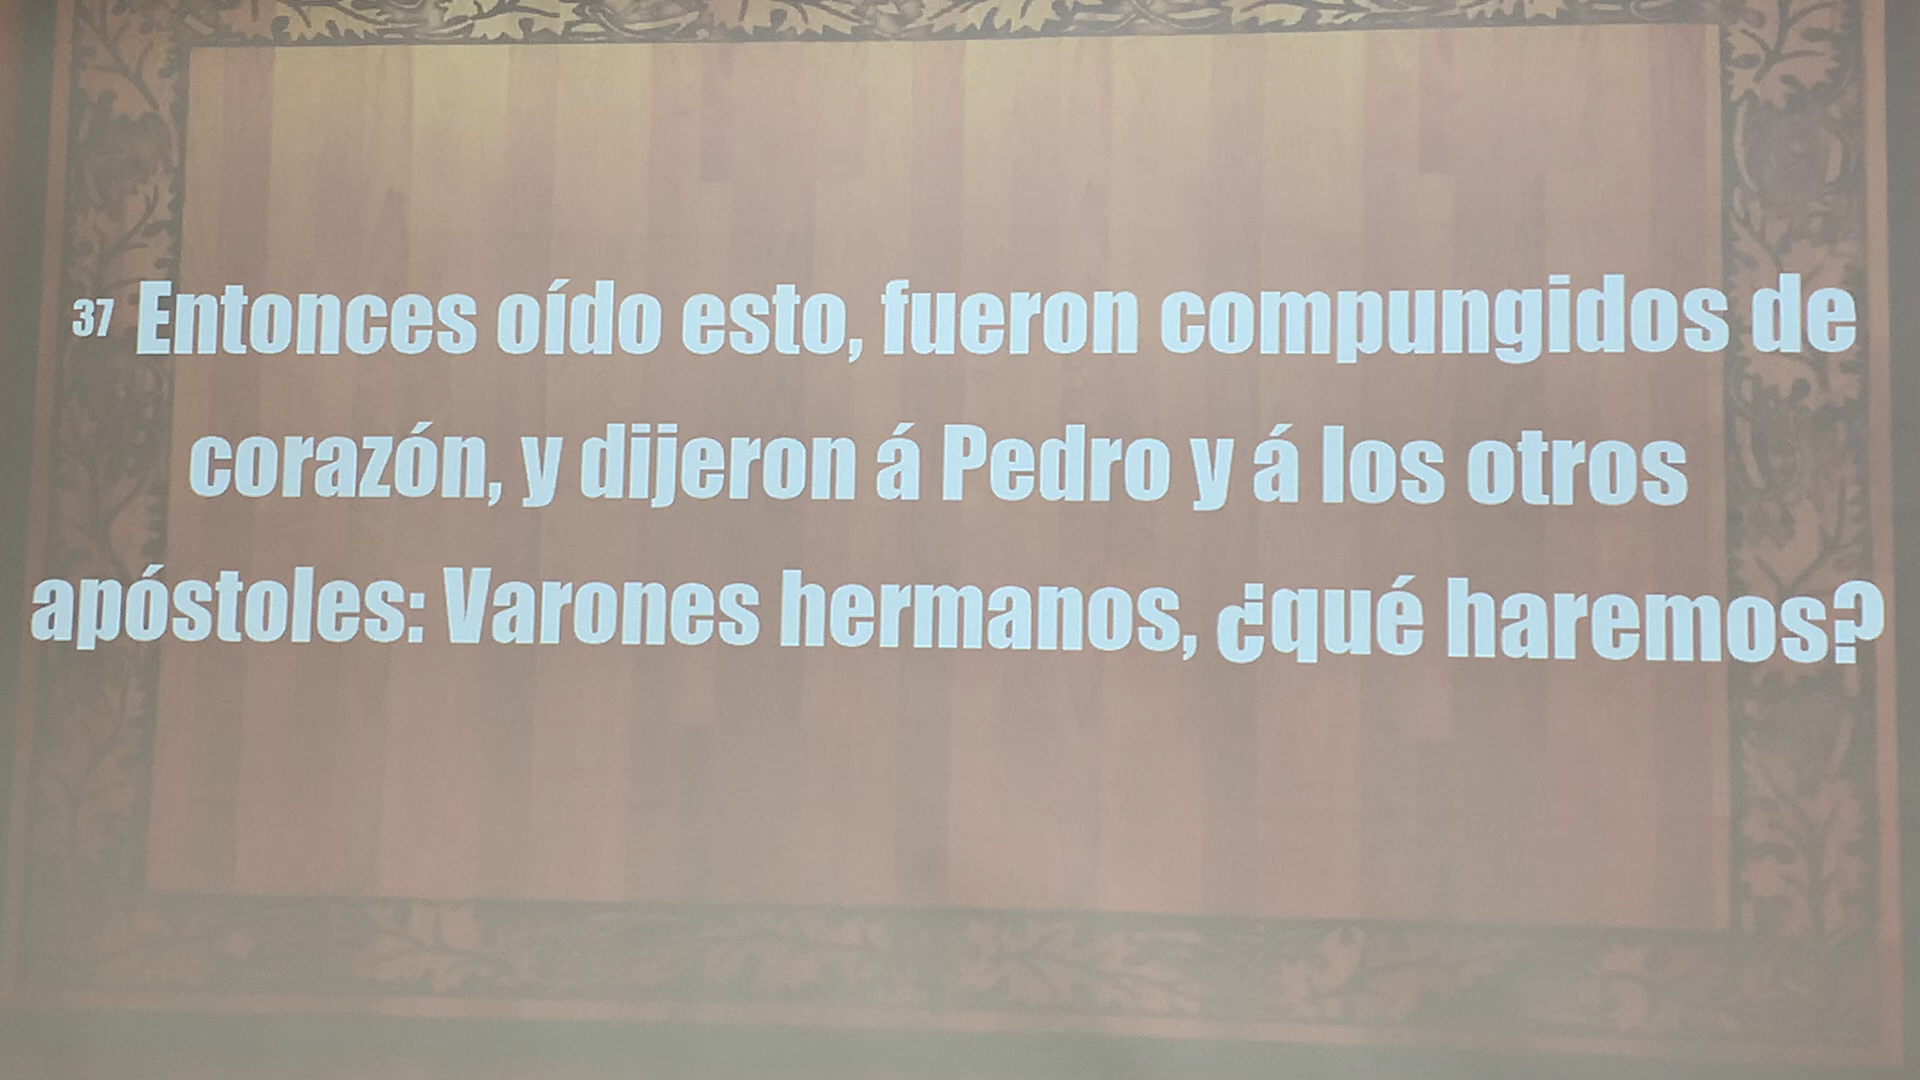 37 Entonces oído esto, fueron compungidos de
corazón, y dijeron á Pedro y á los otros
apóstoles: Varones hermanos, ¿qué haremos?